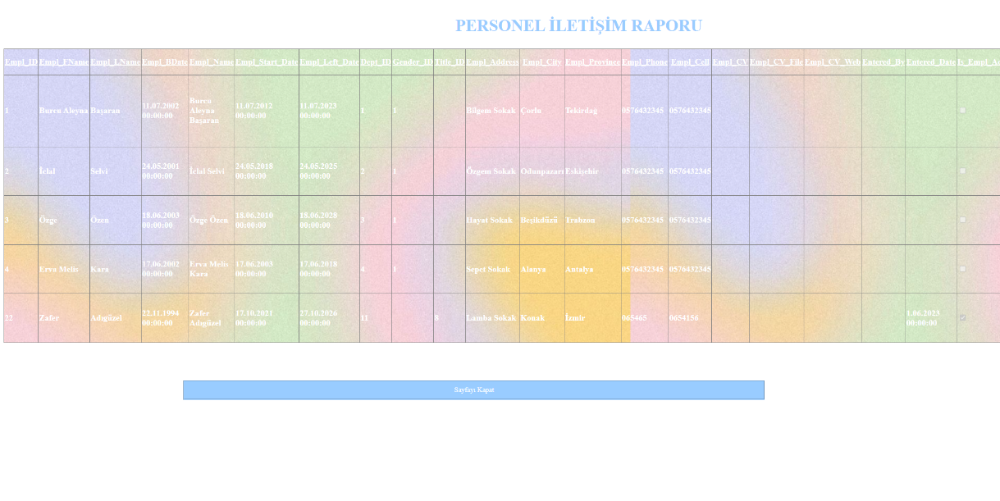 PERSONEL İLETİŞİM RAPORU
Empl_ID Empl_FName Empl_LName Empl_BDate Empl_Name Empl_Start_Date Empl_Left_Date Dept_ID Gender_ID Title_ID Empl_Address Empl_City Empl_Province Empl_Phone Empl_Cell Empl_CV Empl_CV_File Empl_CV_Web Entered_By Entered_Date
1 Burcu Aleyna Başaran 11.07.2002 00:00:00 Burcu Aleyna Başaran 11.07.2012 00:00:00 11.07.2023 00:00:00 1 1 Bilgem Sokak Çorlu Tekirdağ 0576432345 0576432345
2 İclal Selvi 24.05.2001 00:00:00 İclal Selvi 24.05.2018 00:00:00 24.05.2025 00:00:00 2 1 Özgem Sokak Odunpazarı Eskişehir 0576432345 0576432345
3 Özge Özen 18.06.2003 00:00:00 Özge Özen 18.06.2010 00:00:00 18.06.2028 00:00:00 3 1 Hayat Sokak Beşikdüzü Trabzon 0576432345 0576432345
4 Erva Melis Kara 17.06.2002 00:00:00 Erva Melis Kara 17.06.2003 00:00:00 17.06.2018 00:00:00 4 1 Sepet Sokak Alanya Antalya 0576432345 0576432345
22 Zafer Adıgüzel 22.11.1994 00:00:00 Zafer Adıgüzel 17.10.2021 00:00:00 27.10.2026 00:00:00 11 8 Lamba Sokak Konak İzmir 065465 0654156 1.06.2023 00:00:00
Sayfayı Kapat